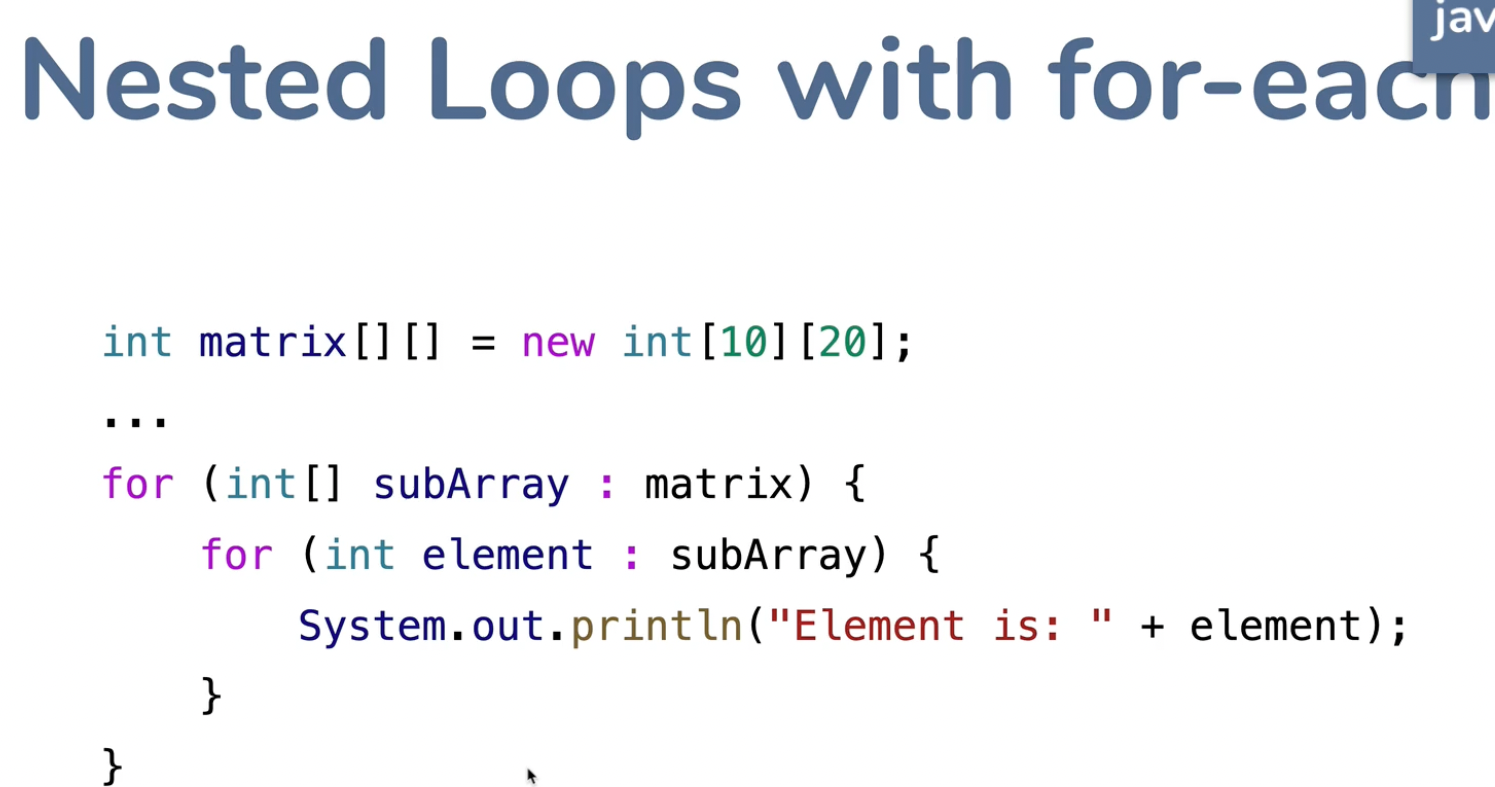 jav
Nested Loops with for-each
int matrix[][] = new int[10][20];
...
for (int[] subArray : matrix) {
    for (int element : subArray) {
        System.out.println("Element is: " + element);
    }
}